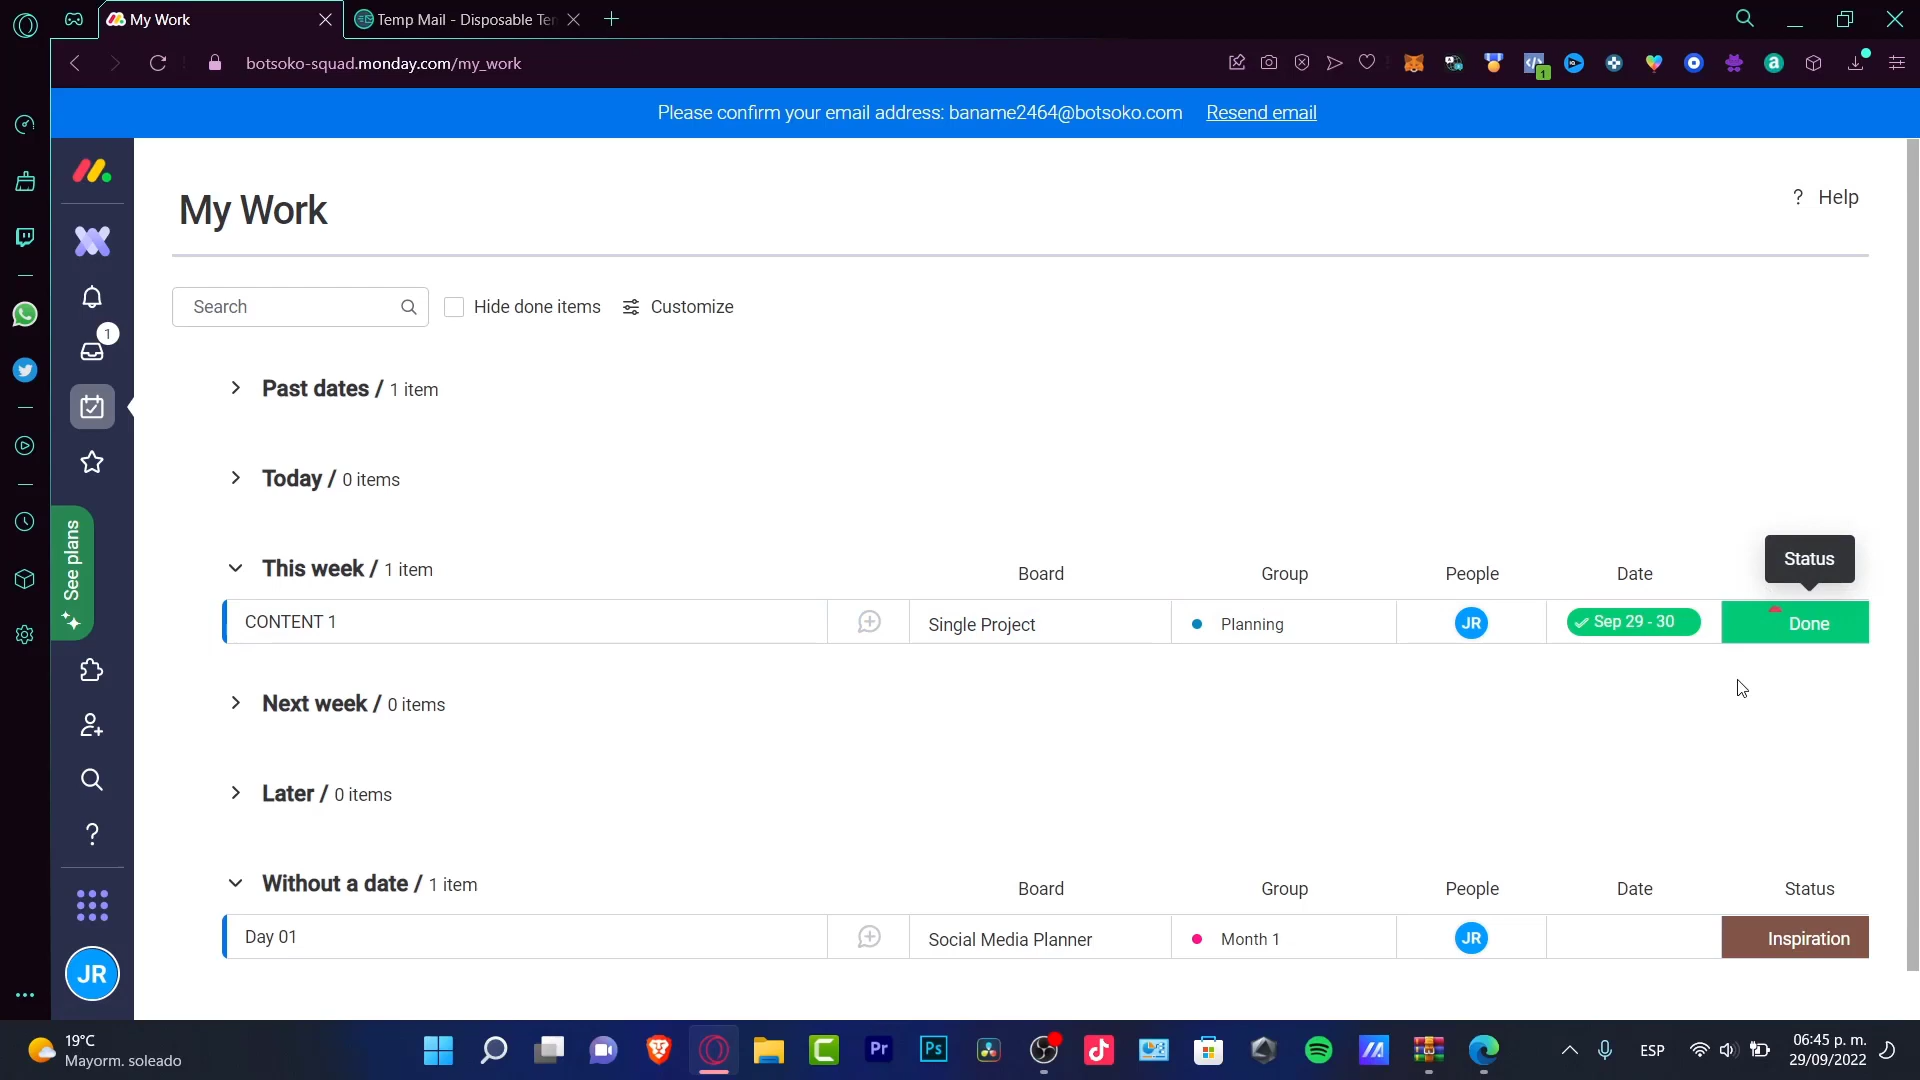 My Work
Temp Mail - Disposable Ten
botsoko-squad.monday.com/my_work
1
Please confirm your email address: baname2464@botsoko.com Resend email
My Work
? Help
Search
Hide done items
Customize
1
Past dates / 1 item
Today / 0 items
See plans
This week / 1 item
Board
Group
People
Date
Status
CONTENT 1
Single Project
Planning
JR
Sep 29 - 30
Done
Next week / 0 items
Later / 0 items
Without a date / 1 item
Board
Group
People
Date
Status
Day 01
Social Media Planner
Month 1
JR
Inspiration
JR
19°C
Mayorm. soleado
Pr
Ps
ESP
06:45 p. m.
29/09/2022